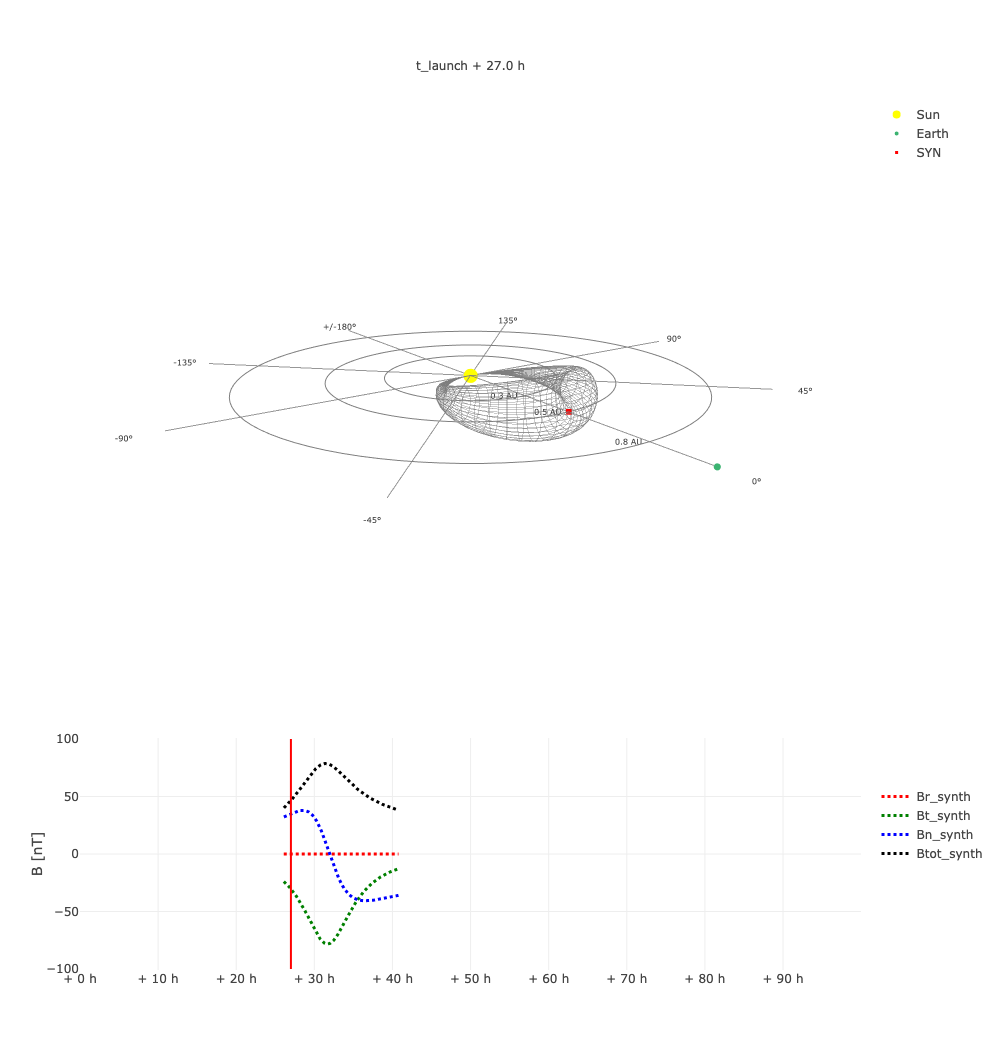 t_launch + 27.0 h
Sun
Earth
SYN
+/-180°
135°
90°
-135°
45°
0.3 AU
0.5 AU
-90°
0.8 AU
0°
-45°
100
50
0
−50
−100
B [nT]
+ 0 h
+ 10 h
+ 20 h
+ 30 h
+ 40 h
+ 50 h
+ 60 h
+ 70 h
+ 80 h
+ 90 h
Br_synth
Bt_synth
Bn_synth
Btot_synth